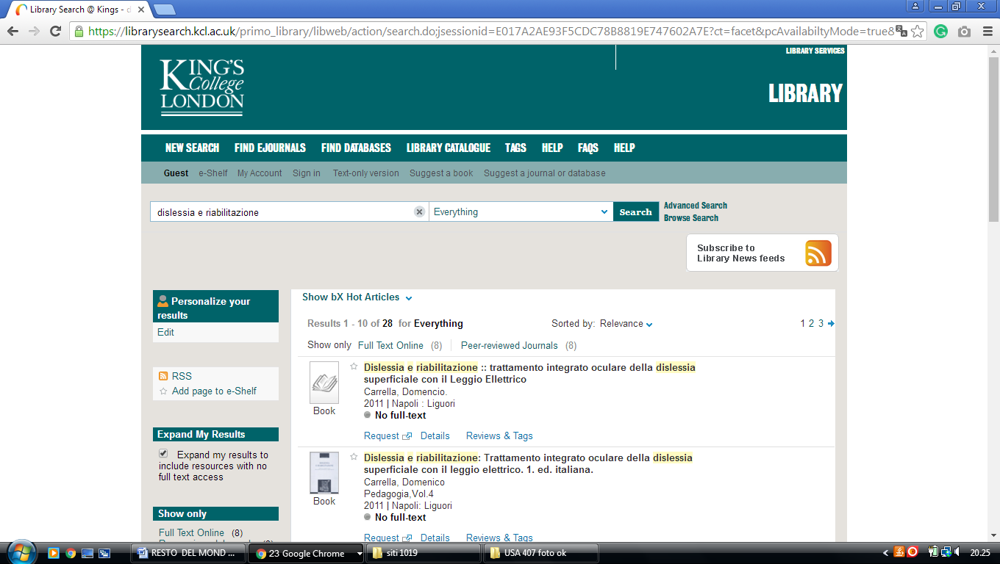 Library Search @ Kings - d
https://librarysearch.kcl.ac.uk/primo_library/libweb/action/search.do;jsessionid=E017A2AE93F5CDC78B8819E747602A7E?ct=facet&pcAvailabiltyMode=true&
LIBRARY SERVICES
KING'S
College
LONDON
LIBRARY
NEW SEARCH FIND EJOURNALS FIND DATABASES LIBRARY CATALOGUE TAGS HELP FAQS HELP
Guest e-Shelf My Account Sign in Text-only version Suggest a book Suggest a journal or database
dislessia e riabilitazione Everything Search
Advanced Search
Browse Search
Subscribe to
Library News feeds
Personalize your
results
Edit
RSS
Add page to e-Shelf
Expand My Results
Expand my results to
include resources with no
full text access
Show only
Full Text Online (8)
Show bX Hot Articles
Results 1 - 10 of 28 for Everything Sorted by: Relevance 1 2 3
Show only Full Text Online (8) Peer-reviewed Journals (8)
Book
Dislessia e riabilitazione :: trattamento integrato oculare della dislessia
superficiale con il Leggio Ellettrico
Carrella, Domencio.
2011 | Napoli : Liguori
No full-text
Request Details Reviews & Tags
Book
Dislessia e riabilitazione: Trattamento integrato oculare della dislessia
superficiale con il leggio elettrico. 1. ed. italiana.
Carrella, Domenico
Pedagogia,Vol.4
2011 | Napoli: Liguori
No full-text
Request Details Reviews & Tags
RESTO DEL MOND ... 23 Google Chrome siti 1019 USA 407 foto ok 20.25